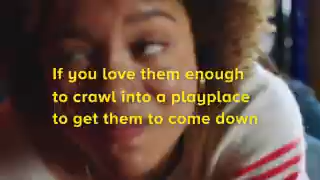 If you love them enough
to crawl into a playplace
to get them to come down